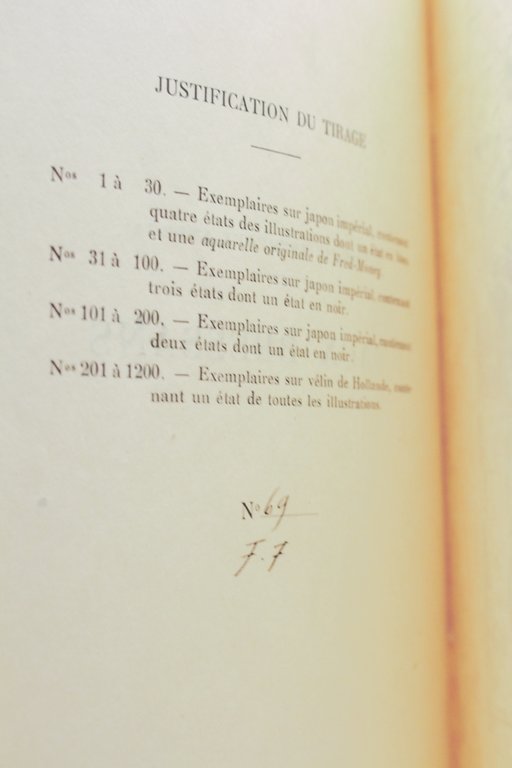 JUSTIFICATION DU TIRAGE
Nos 1 à 30. — Exemplaires sur japon impérial, contenant
quatre états des illustrations dont un état en
et une aquarelle originale de Fred-Money.
Nos 31 à 100. — Exemplaires sur japon impérial, contenant
trois états dont un état en noir.
Nos 101 à 200. — Exemplaires sur japon impérial, contenant
deux états dont un état en noir.
Nos 201 à 1200. — Exemplaires sur vélin de Hollande, conte
nant un état de toutes les illustrations.
No 69
F.F